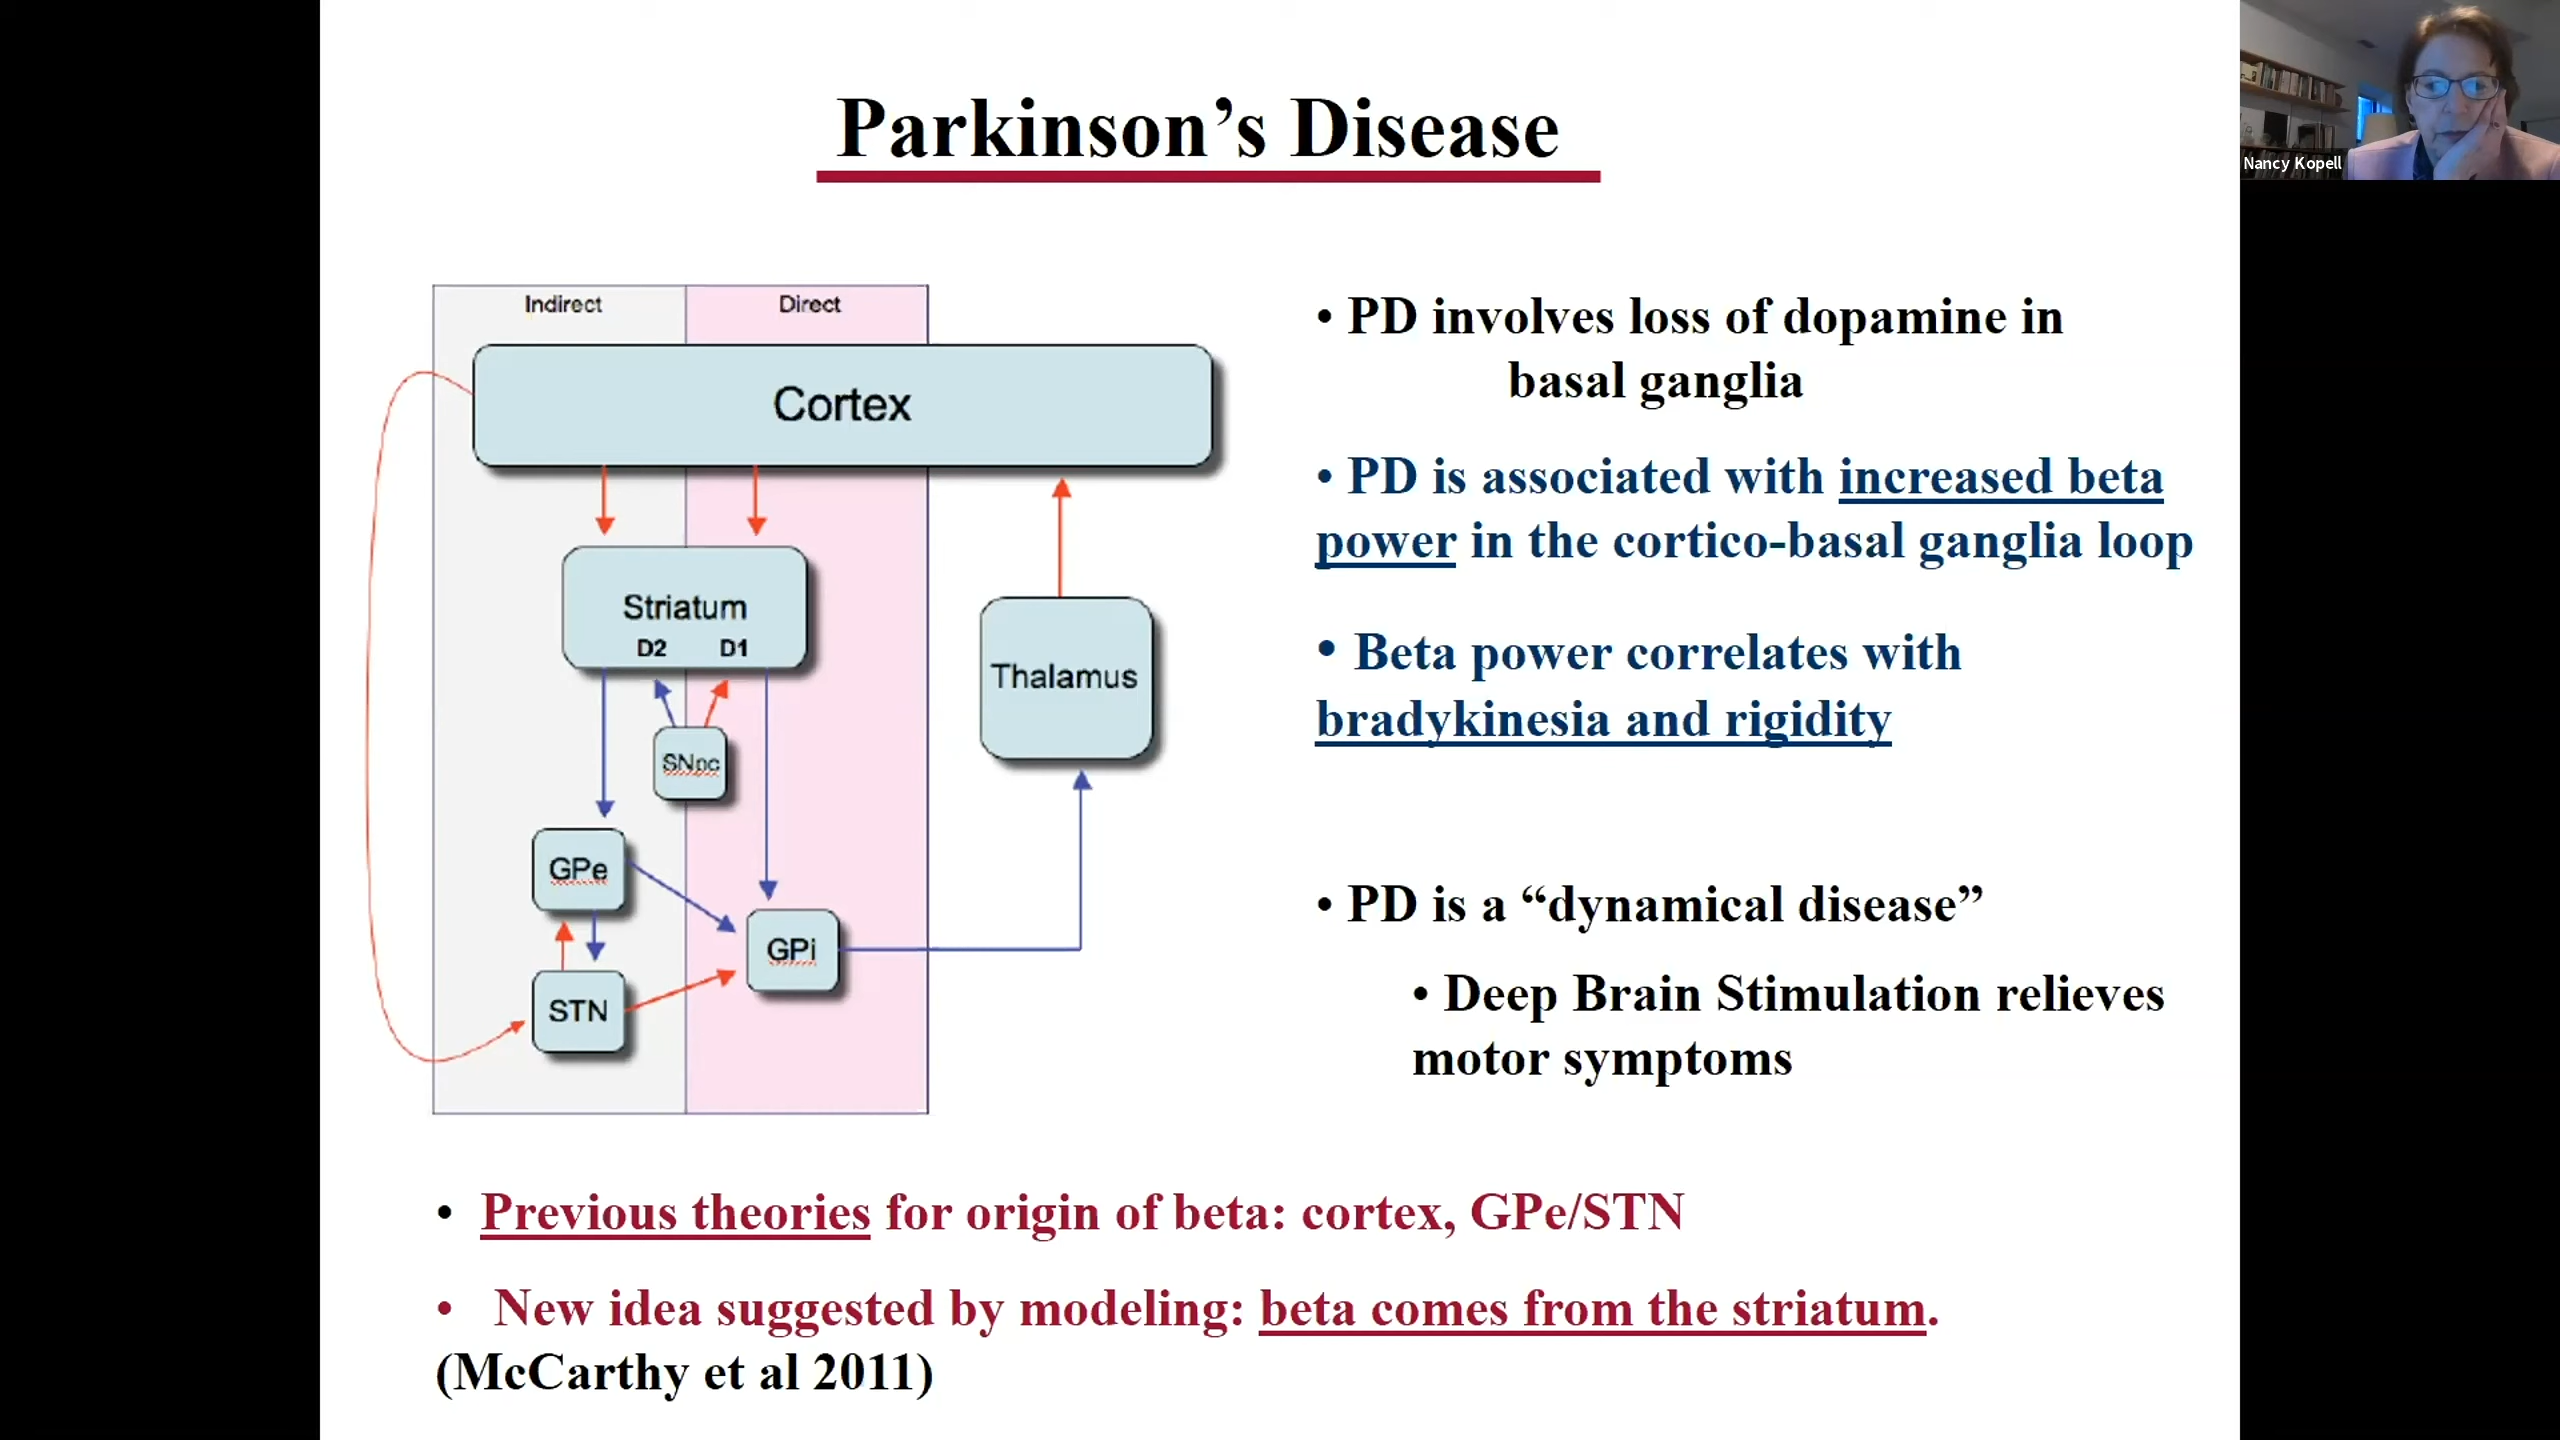 Parkinson’s Disease
Nancy Kopell
Indirect
Direct
Cortex
Striatum
D2 D1
SNpc
Thalamus
GPe
GPi
STN
• PD involves loss of dopamine in
basal ganglia
• PD is associated with increased beta
power in the cortico-basal ganglia loop
• Beta power correlates with
bradykinesia and rigidity
• PD is a “dynamical disease”
• Deep Brain Stimulation relieves
motor symptoms
• Previous theories for origin of beta: cortex, GPe/STN
• New idea suggested by modeling: beta comes from the striatum.
(McCarthy et al 2011)